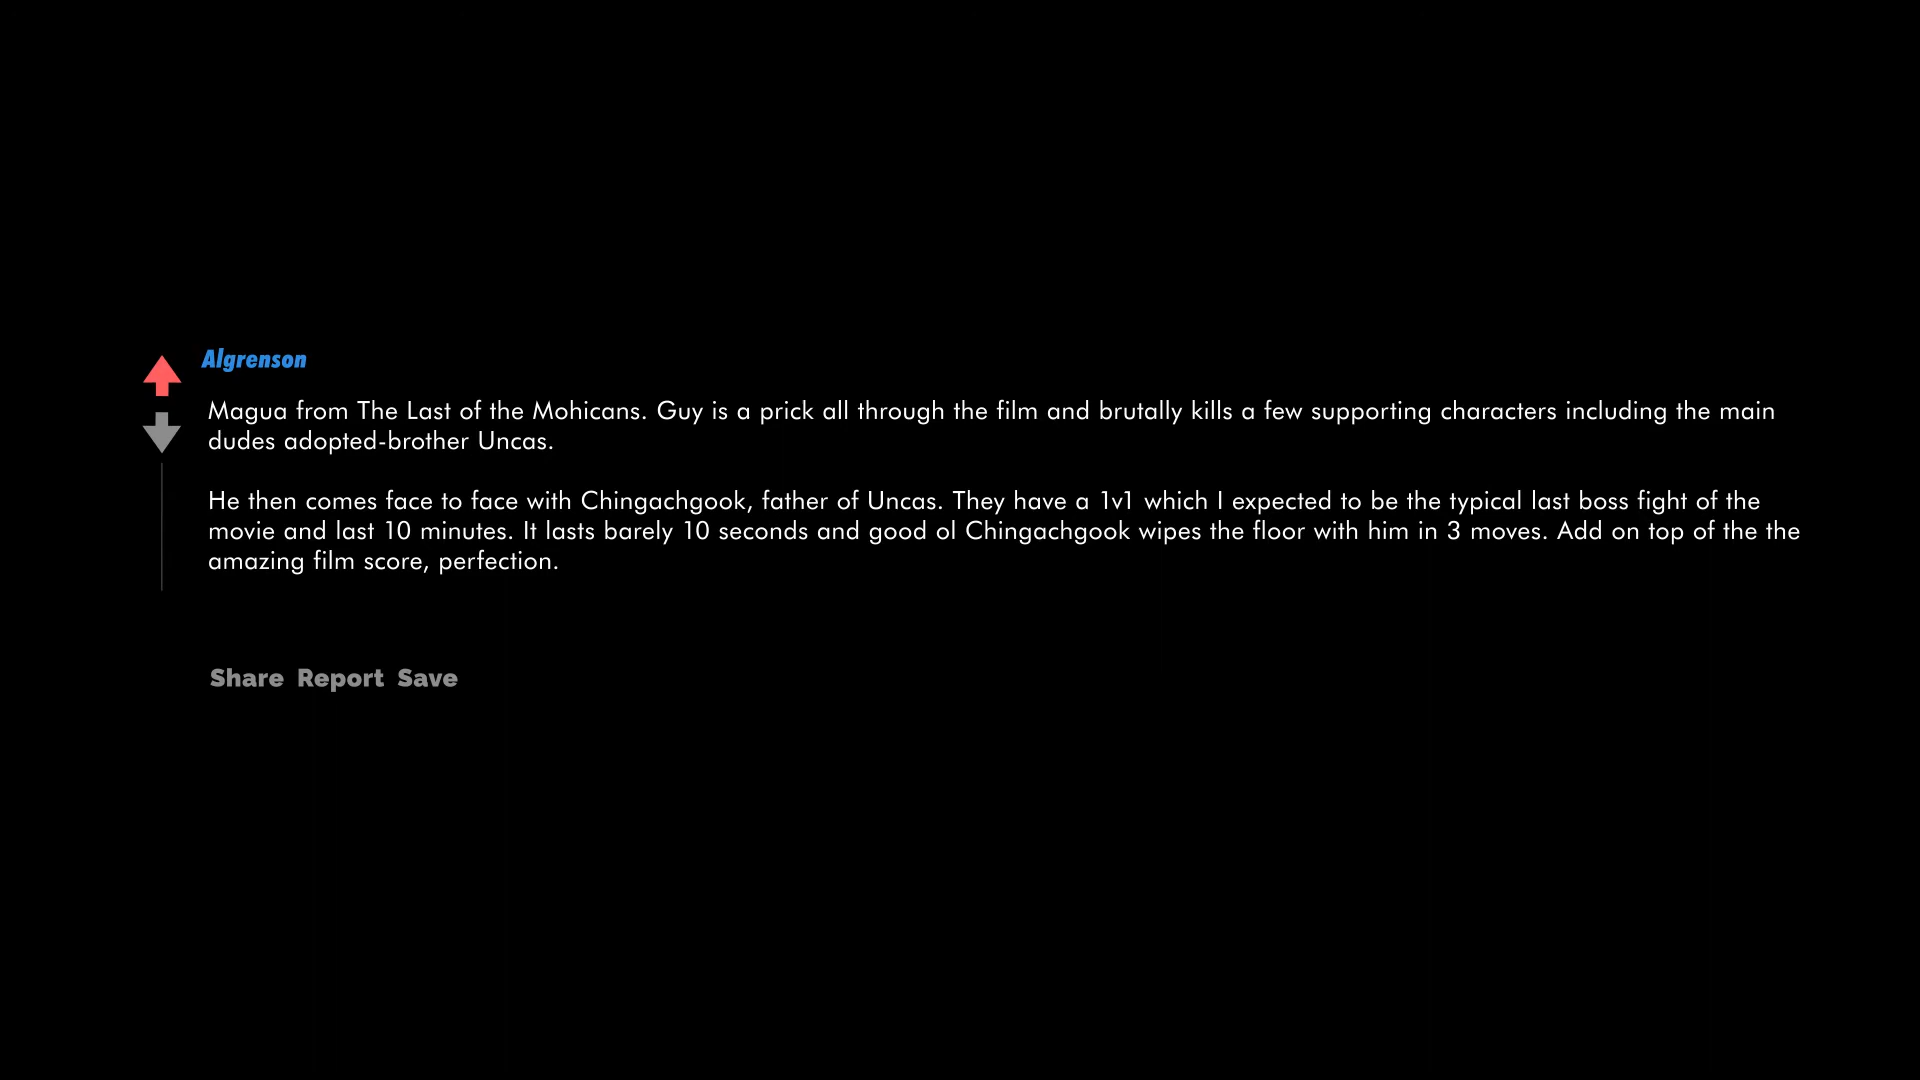 Algrenson
Magua from The Last of the Mohicans. Guy is a prick all through the film and brutally kills a few supporting characters including the main
dudes adopted-brother Uncas.
He then comes face to face with Chingachgook, father of Uncas. They have a 1v1 which I expected to be the typical last boss fight of the
movie and last 10 minutes. It lasts barely 10 seconds and good ol Chingachgook wipes the floor with him in 3 moves. Add on top of the the
amazing film score, perfection.
Share Report Save